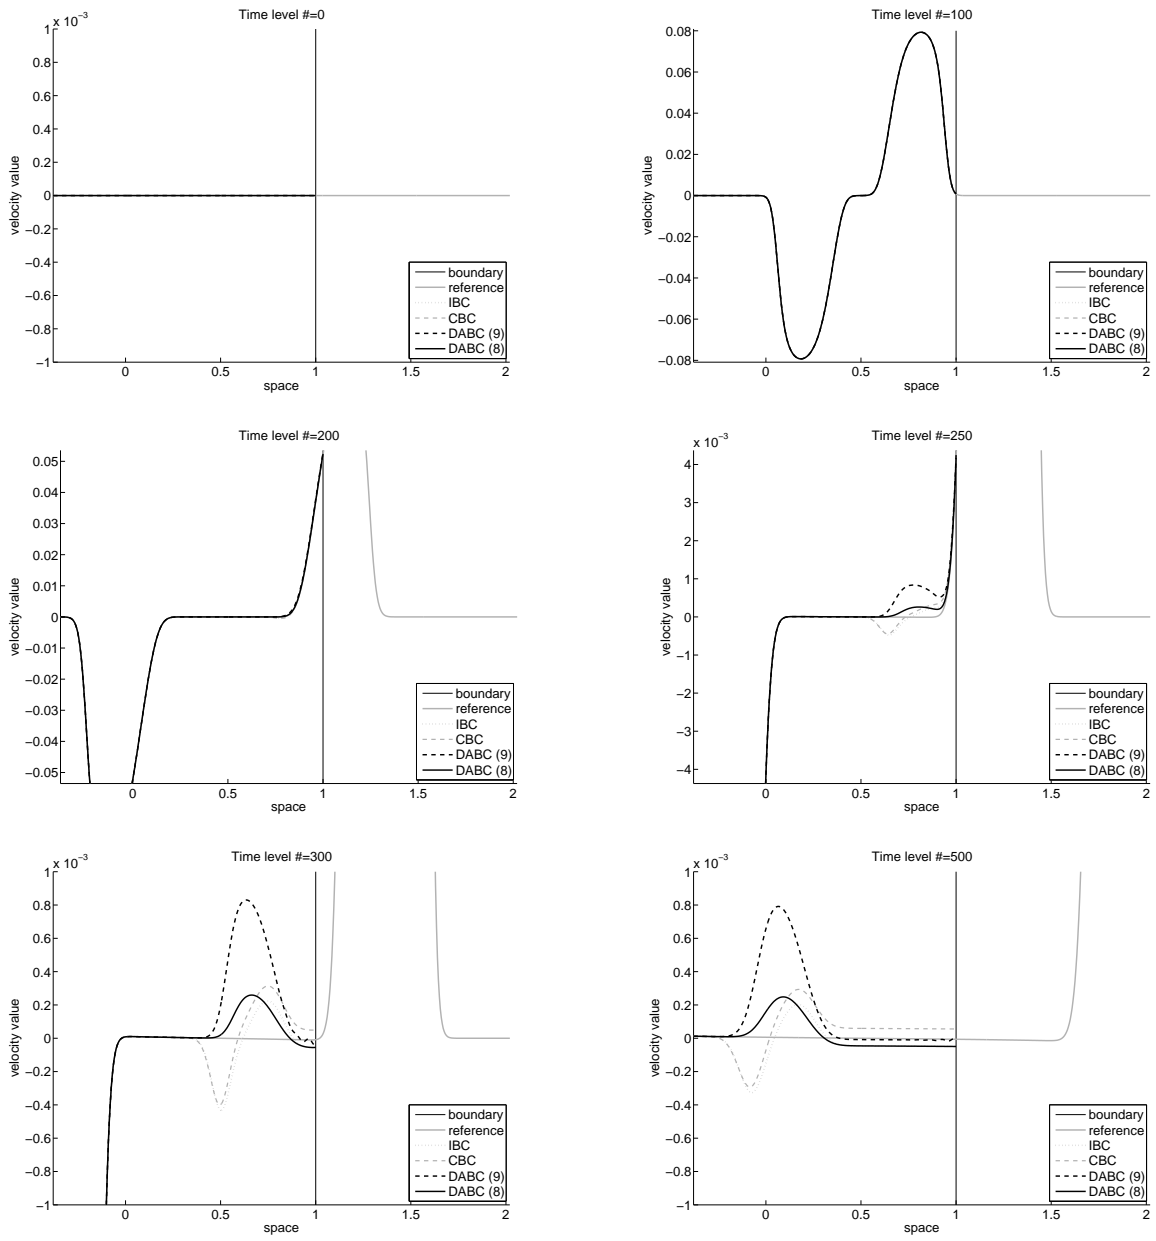 Time level #=0
1 x 10⁻³
0.8
0.6
0.4
0.2
0
−0.2
−0.4
−0.6
−0.8
−1
velocity value
0 0.5 1 1.5 2
space
boundary
reference
IBC
CBC
DABC (9)
DABC (8)
Time level #=100
0.08
0.06
0.04
0.02
0
−0.02
−0.04
−0.06
−0.08
velocity value
0 0.5 1 1.5 2
space
boundary
reference
IBC
CBC
DABC (9)
DABC (8)
Time level #=200
0.05
0.04
0.03
0.02
0.01
0
−0.01
−0.02
−0.03
−0.04
−0.05
velocity value
0 0.5 1 1.5 2
space
boundary
reference
IBC
CBC
DABC (9)
DABC (8)
Time level #=250
x 10⁻³
4
3
2
1
0
−1
−2
−3
−4
velocity value
0 0.5 1 1.5 2
space
boundary
reference
IBC
CBC
DABC (9)
DABC (8)
Time level #=300
1 x 10⁻³
0.8
0.6
0.4
0.2
0
−0.2
−0.4
−0.6
−0.8
−1
velocity value
0 0.5 1 1.5 2
space
boundary
reference
IBC
CBC
DABC (9)
DABC (8)
Time level #=500
1 x 10⁻³
0.8
0.6
0.4
0.2
0
−0.2
−0.4
−0.6
−0.8
−1
velocity value
0 0.5 1 1.5 2
space
boundary
reference
IBC
CBC
DABC (9)
DABC (8)